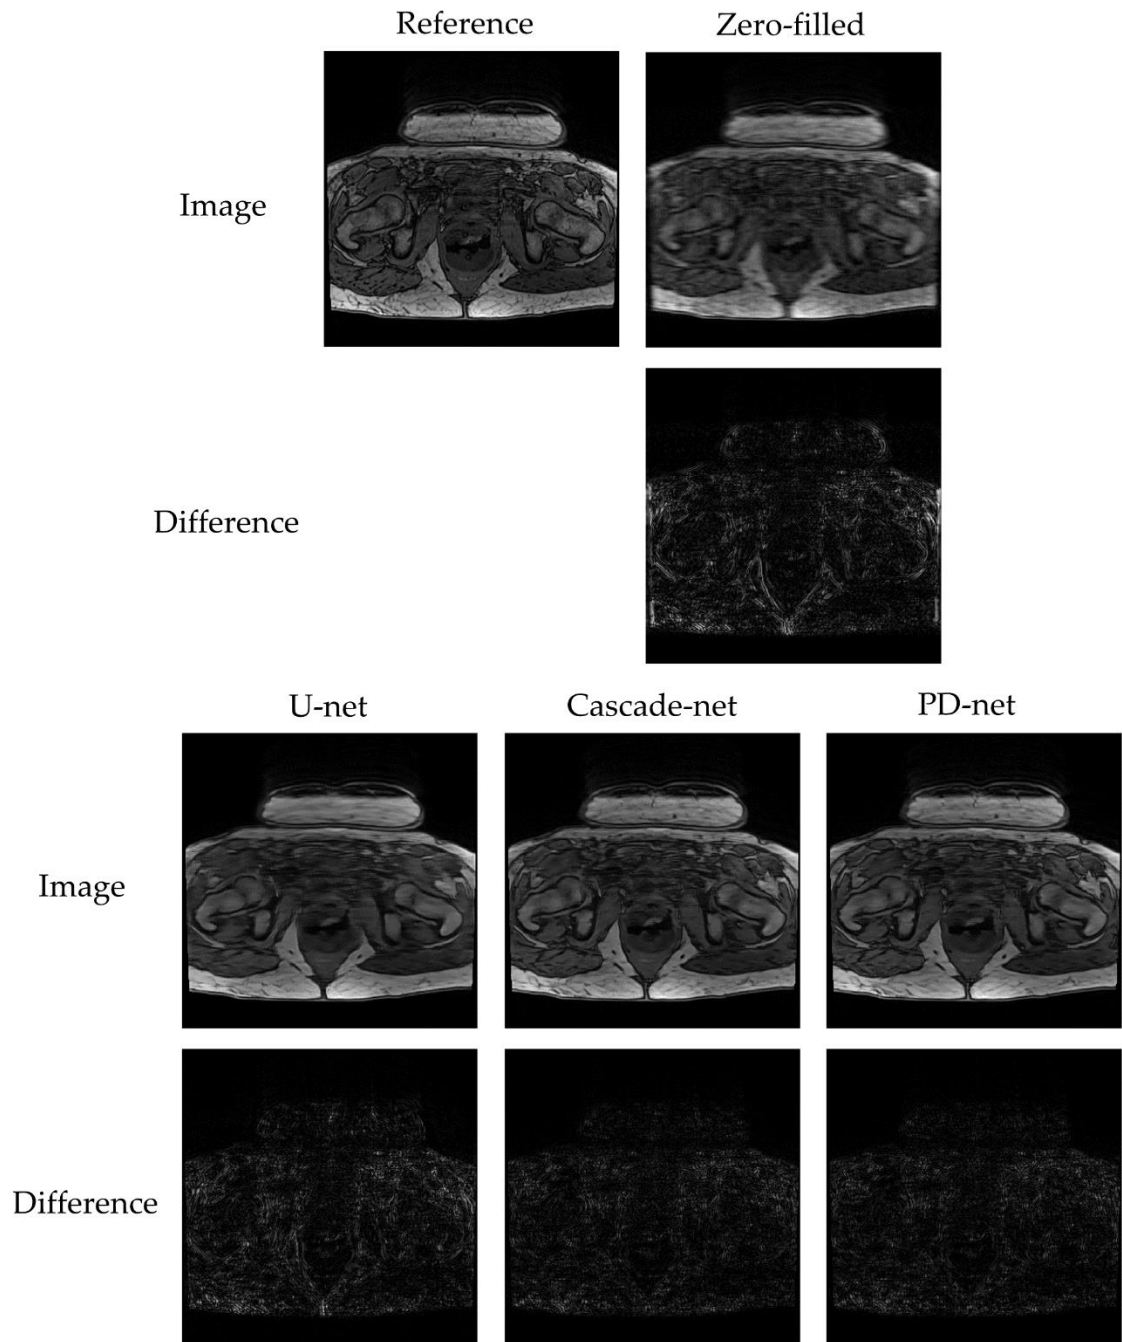 Reference
Zero-filled
Image
Difference
U-net
Cascade-net
PD-net
Image
Difference